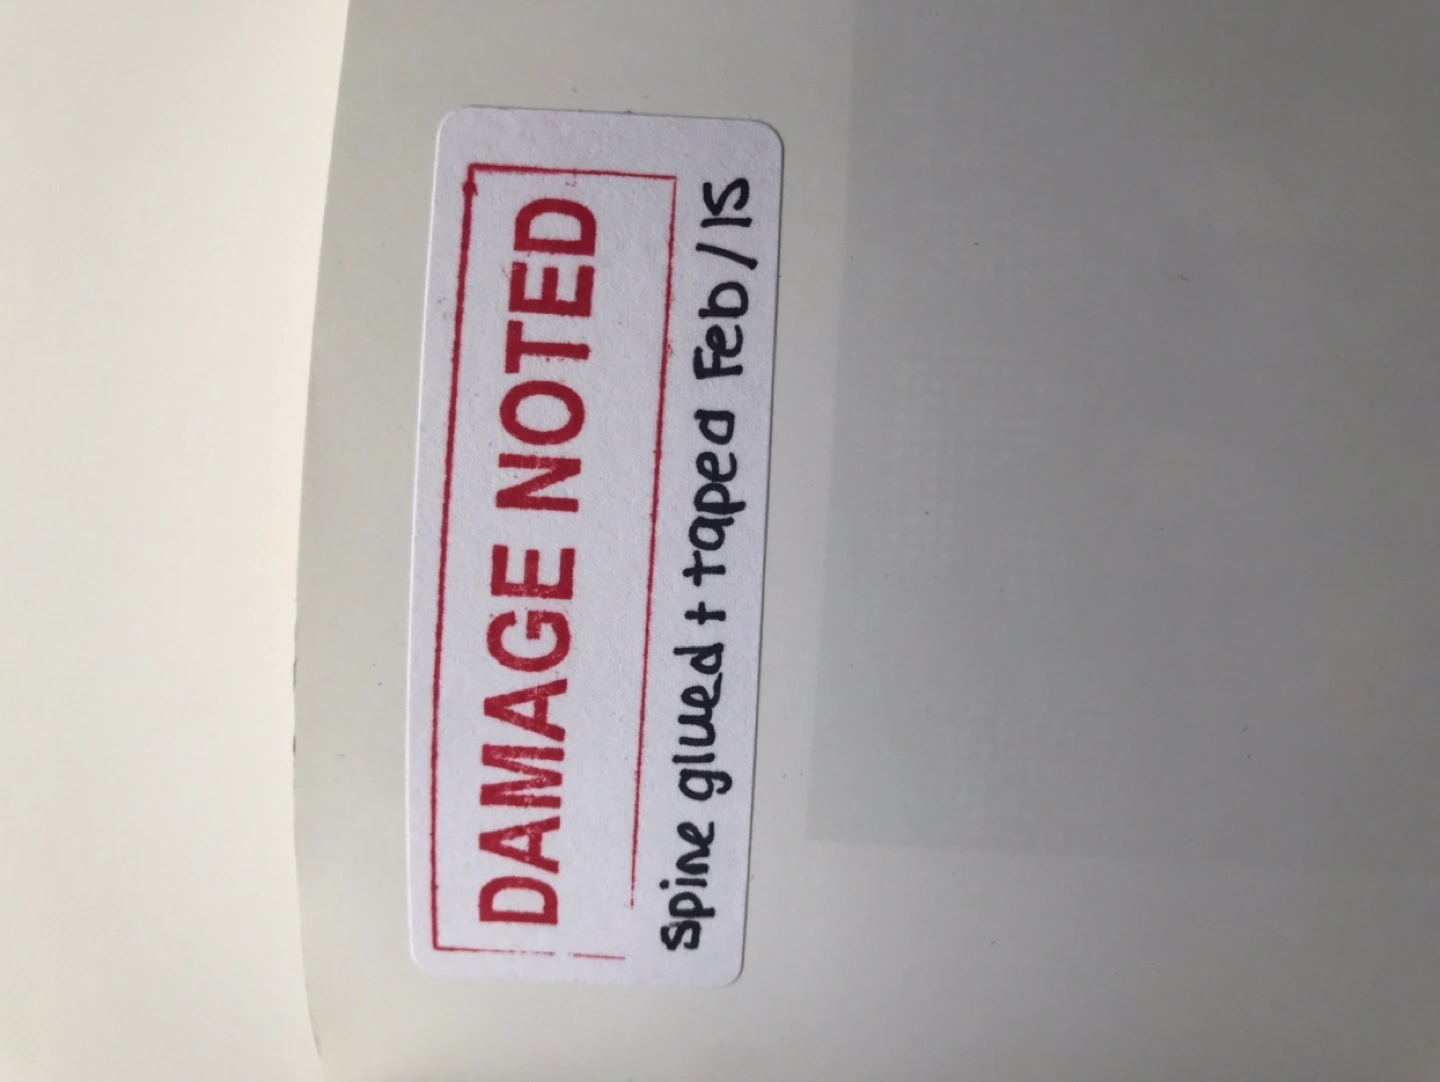 DAMAGE NOTED
Spine glued + taped Feb/15